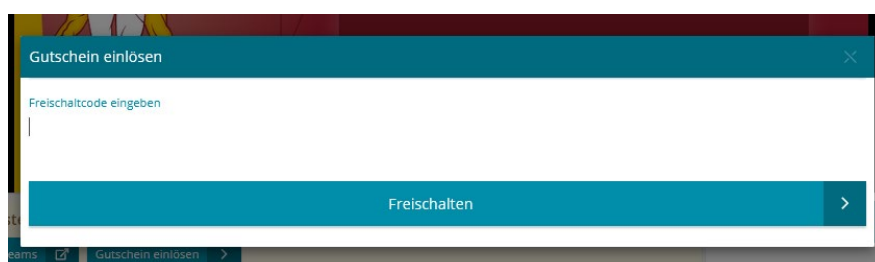 Gutschein einlösen
Freischaltcode eingeben
Freischalten
Gutschein einlösen